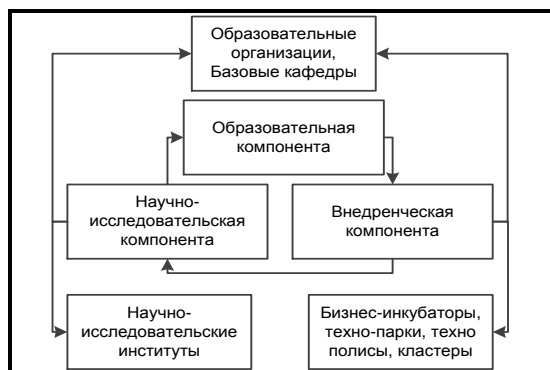 Образовательные
организации,
Базовые кафедры
Образовательная
компонента
Научно-
исследовательская
компонента
Внедренческая
компонента
Научно-
исследовательские
институты
Бизнес-инкубаторы,
техно-парки, техно
полисы, кластеры